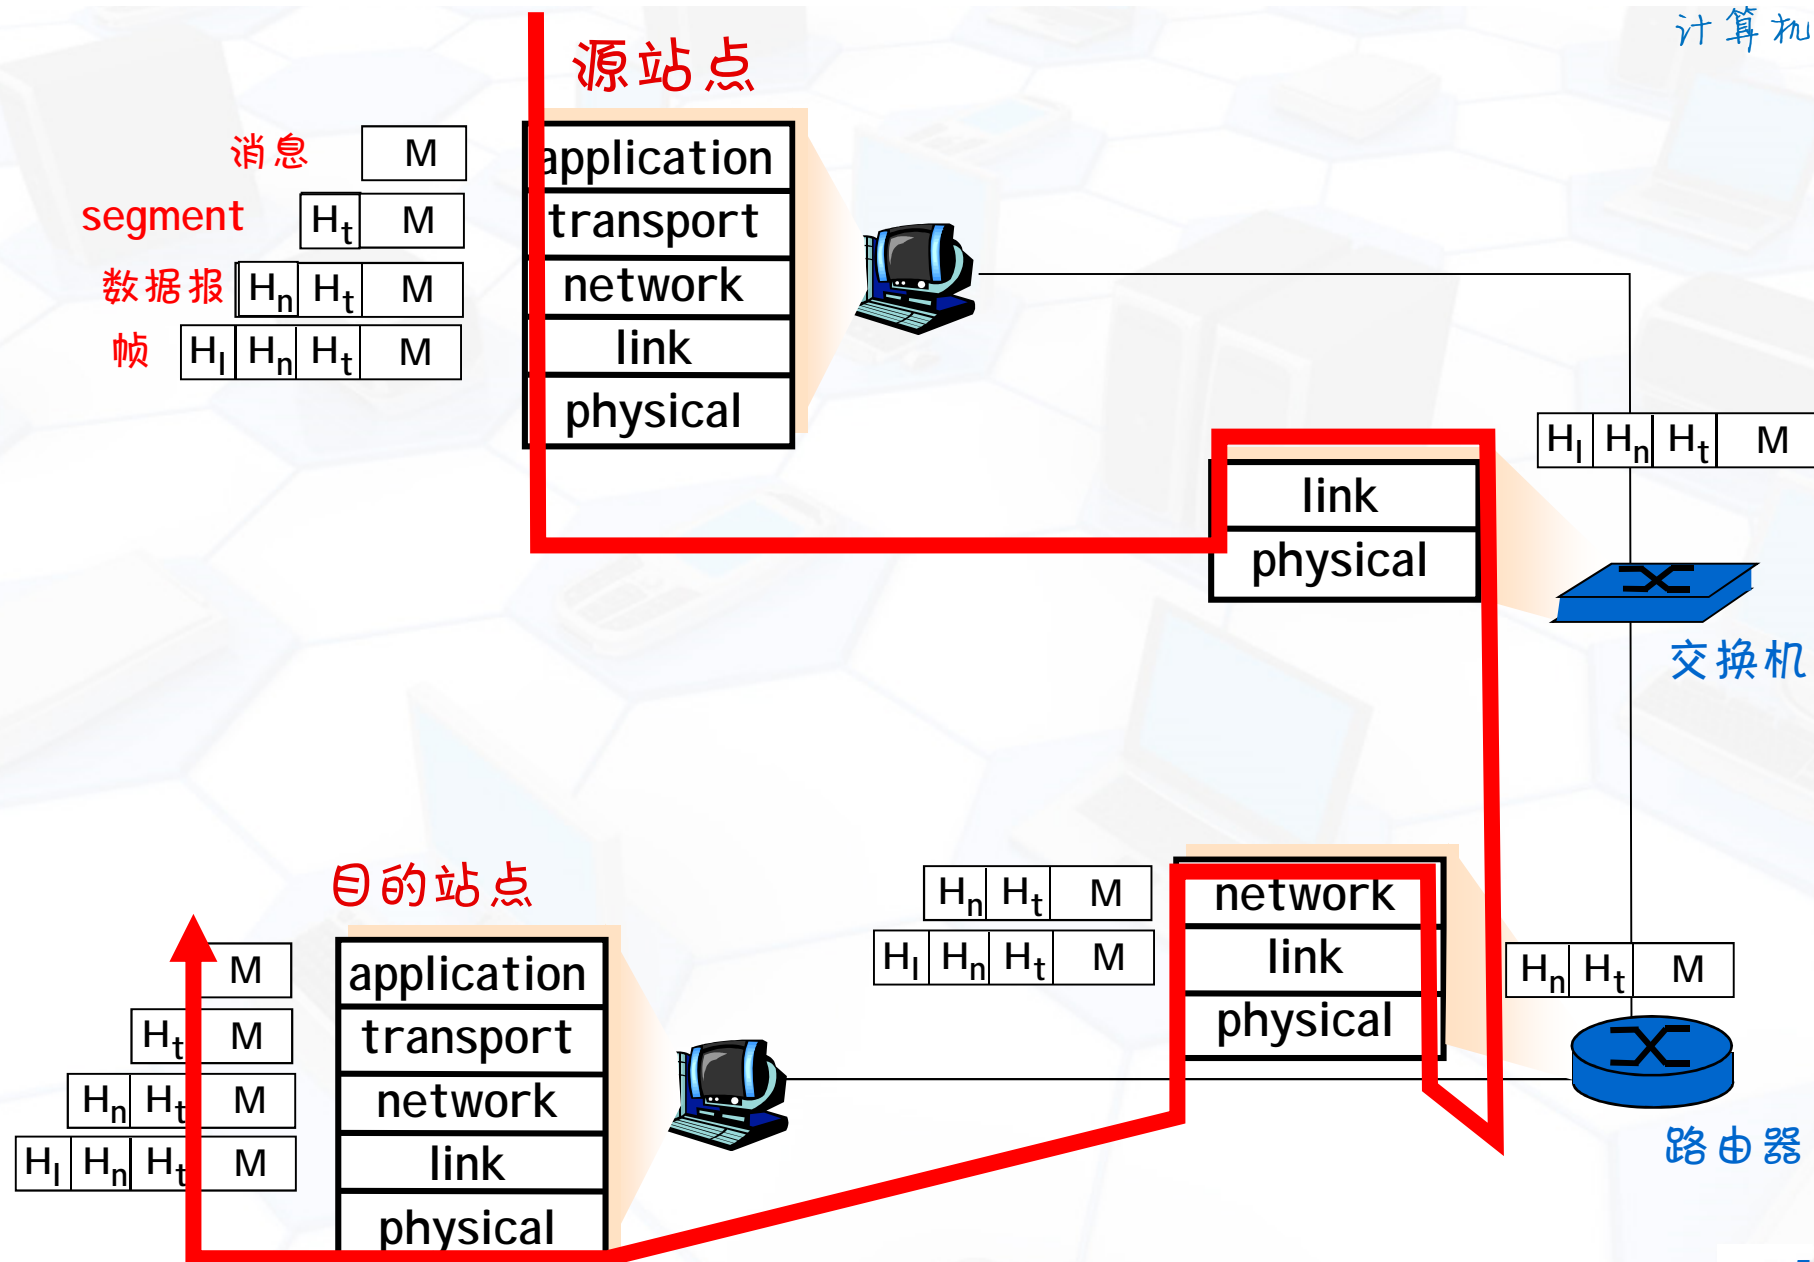 计算机
源站点
消息 M
segment Ht M
数据报 Hn Ht M
帧 Hl Hn Ht M
application
transport
network
link
physical
Hl Hn Ht M
link
physical
交换机
Hn Ht M
Hl Hn Ht M
network
link
physical
Hn Ht M
路由器
目的站点
M
Ht M
Hn Ht M
Hl Hn Ht M
application
transport
network
link
physical